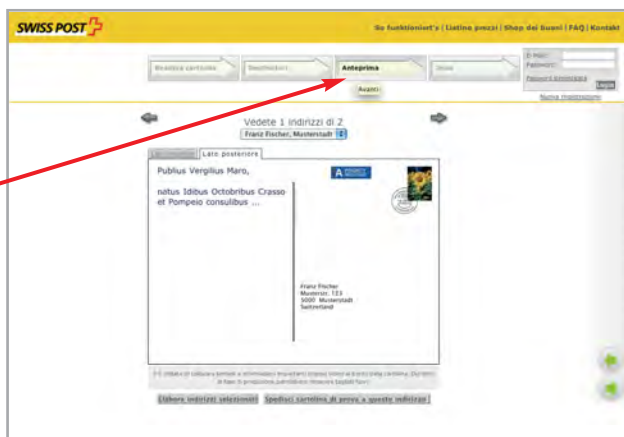 SWISS POST
So funktioniert's | Listino prezzi | Shop dei buoni | FAQ | Kontakt
Realizza cartolina
Destinatari
Anteprima
Invio
E-Mail:
Password:
Password dimenticata
Login
Nuova registrazione
Avanti
Vedete 1 indirizzi di 2
Franz Fischer, Musterstadt
Lato posteriore
Publius Vergilius Maro,
natus Idibus Octobribus Crasso
et Pompeio consulibus ...
A PRIORITY
Franz Fischer
Musterstr. 123
5000 Musterstadt
Switzerland
Elabora indirizzi selezionati
Spedisci cartolina di prova a questo indirizzo